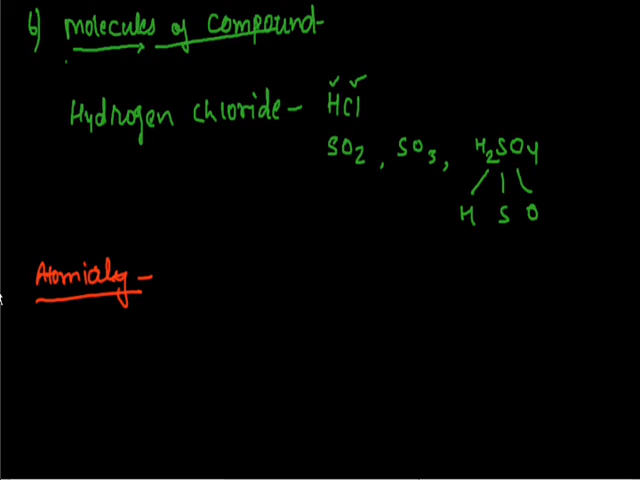 b) molecules of compound-
Hydrogen chloride - HCl
SO2, SO3, H2SO4
H S O
Atomicity -